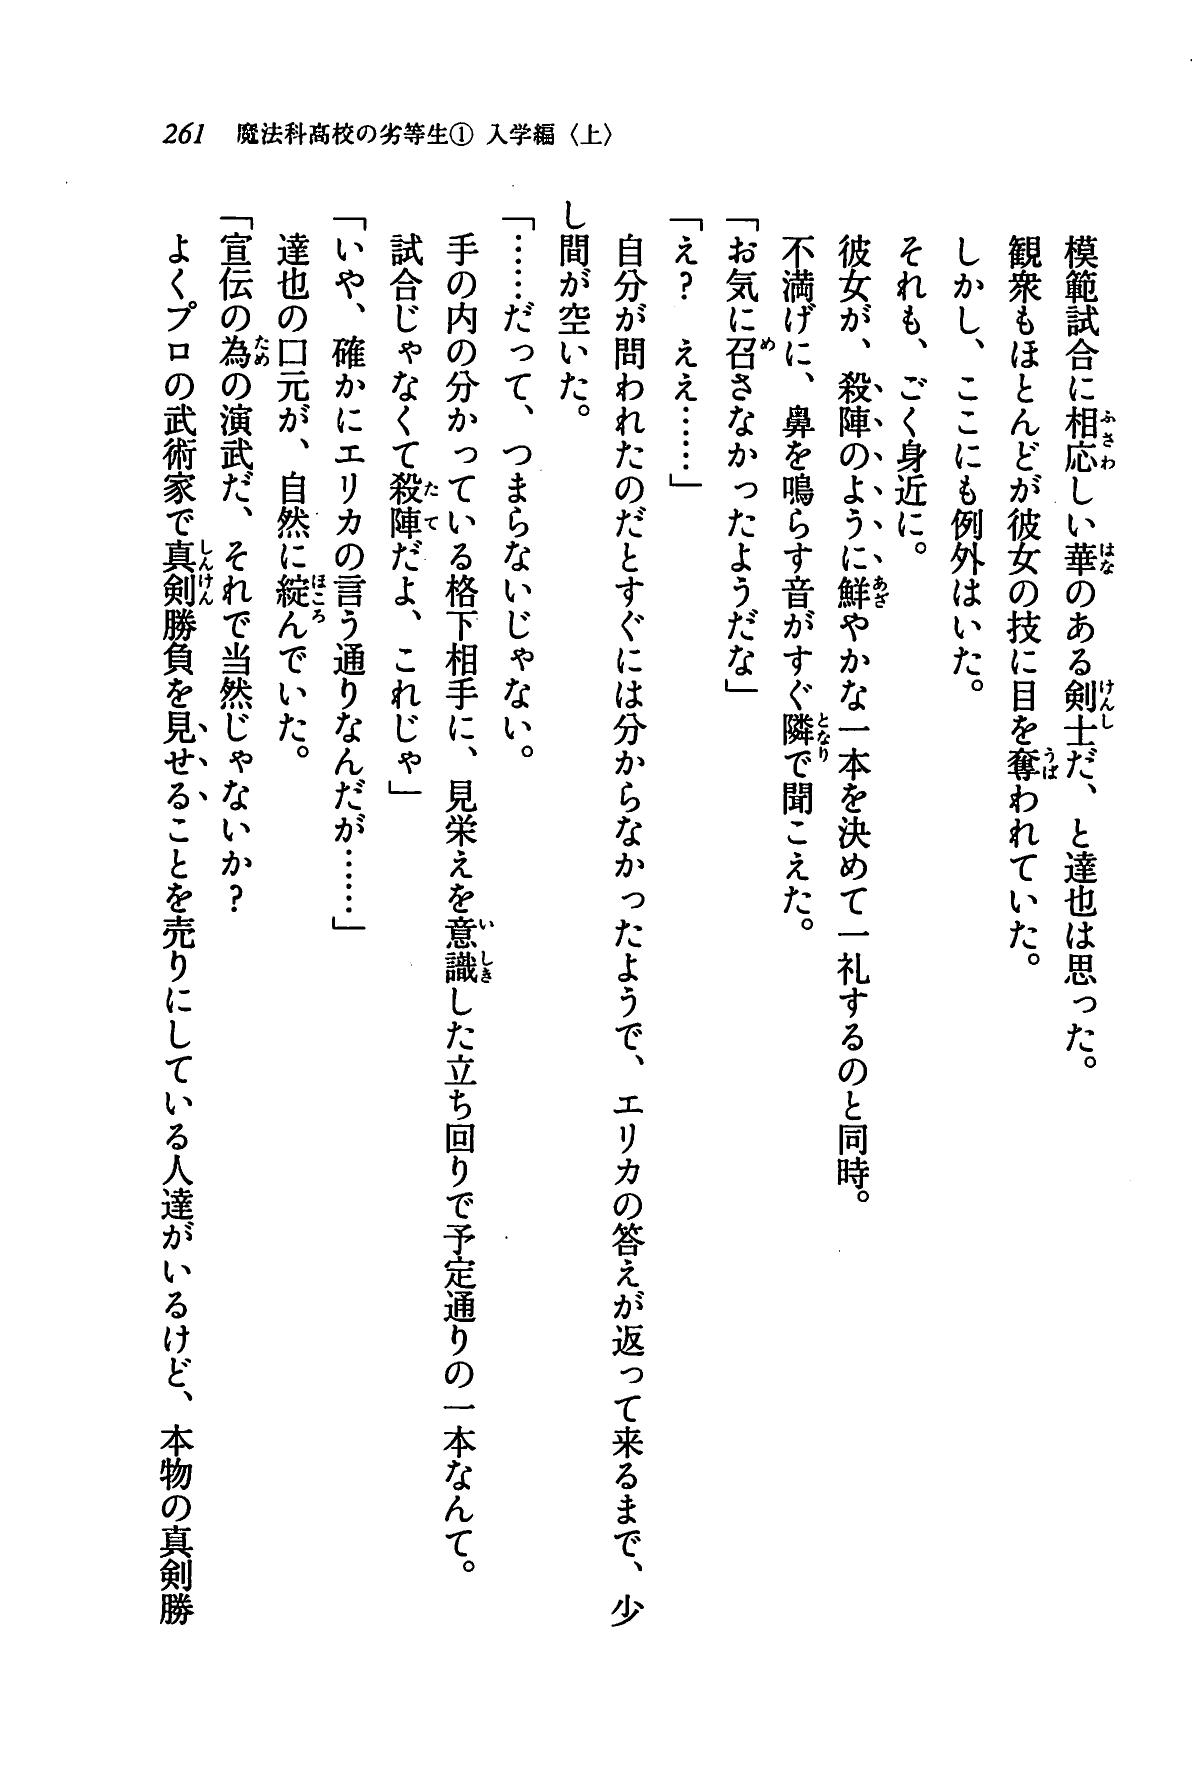 261 魔法科高校の劣等生① 入学編〈上〉
模範試合に相応しい華のある剣士だ、と達也は思った。
観衆もほとんどが彼女の技に目を奪われていた。
しかし、ここにも例外はいた。
それも、ごく身近に。
彼女が、殺陣のように鮮やかな一本を決めて一礼するのと同時。
不満げに、鼻を鳴らす音がすぐ隣で聞こえた。
「お気に召さなかったようだな」
「え? ええ……」
自分が問われたのだとすぐには分からなかったようで、エリカの答えが返って来るまで、少
し間が空いた。
「……だって、つまらないじゃない。
手の内の分かっている格下相手に、見栄えを意識した立ち回りで予定通りの一本なんて。
試合じゃなくて殺陣だよ、これじゃ」
「いや、確かにエリカの言う通りなんだが……」
達也の口元が、自然に綻んでいた。
「宣伝の為の演武だ、それで当然じゃないか?
よくプロの武術家で真剣勝負を見せることを売りにしている人達がいるけど、本物の真剣勝